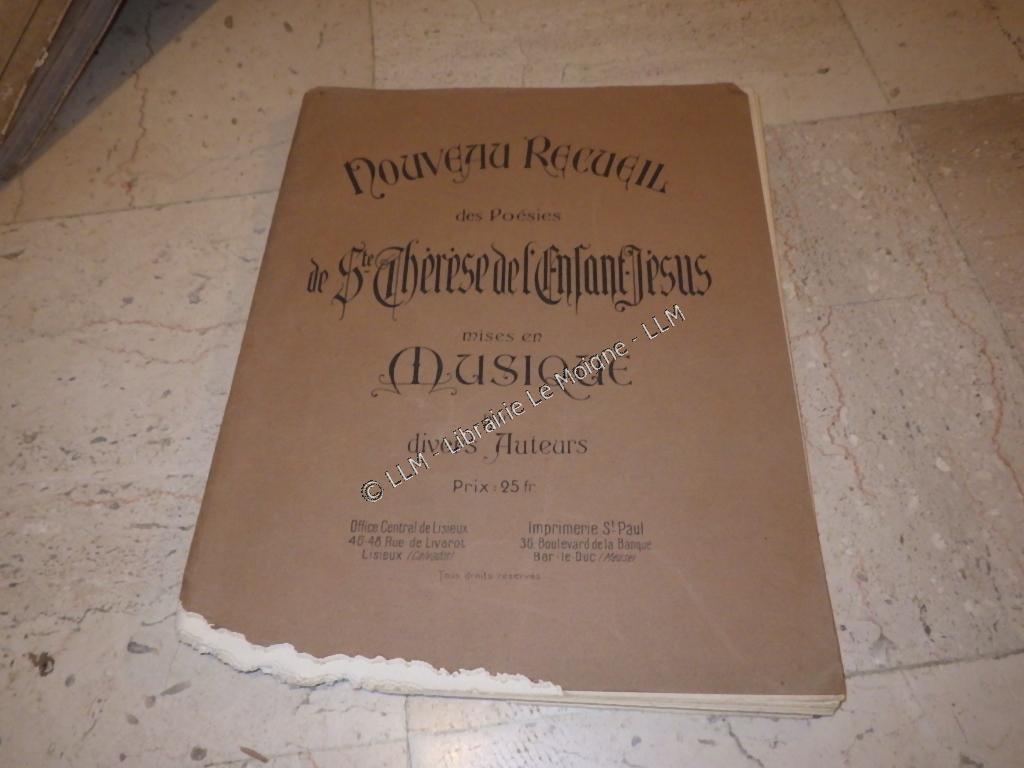 Nouveau Recueil
des Poésies
de Ste Thérèse de l'Enfant-Jésus
mises en
Musique
divers Auteurs
Prix : 25 fr.
Office Central de Lisieux
46-48, Rue de Livarot
Lisieux (Calvados)
Imprimerie St Paul
36, Boulevard de la Banque
Bar-le-Duc (Meuse)
Tous droits réservés
© LLM - Librairie Le Moigne - LLM